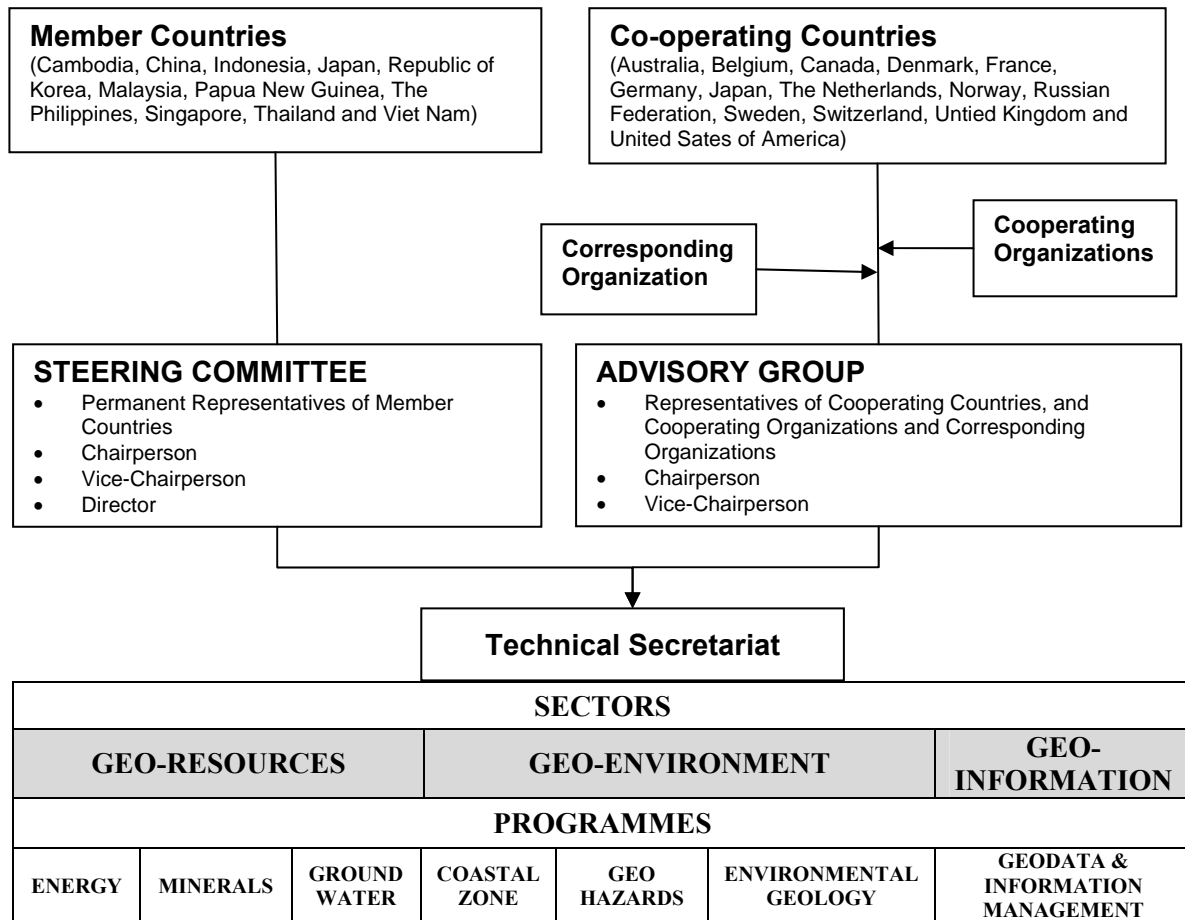 Member Countries
(Cambodia, China, Indonesia, Japan, Republic of
Korea, Malaysia, Papua New Guinea, The
Philippines, Singapore, Thailand and Viet Nam)
Co-operating Countries
(Australia, Belgium, Canada, Denmark, France,
Germany, Japan, The Netherlands, Norway, Russian
Federation, Sweden, Switzerland, Untied Kingdom and
United Sates of America)
Corresponding
Organization
Cooperating
Organizations
STEERING COMMITTEE
• Permanent Representatives of Member
Countries
• Chairperson
• Vice-Chairperson
• Director
ADVISORY GROUP
• Representatives of Cooperating Countries, and
Cooperating Organizations and Corresponding
Organizations
• Chairperson
• Vice-Chairperson
Technical Secretariat
SECTORS
GEO-RESOURCES
GEO-ENVIRONMENT
GEO-
INFORMATION
PROGRAMMES
ENERGY
MINERALS
GROUND
WATER
COASTAL
ZONE
GEO
HAZARDS
ENVIRONMENTAL
GEOLOGY
GEODATA &
INFORMATION
MANAGEMENT